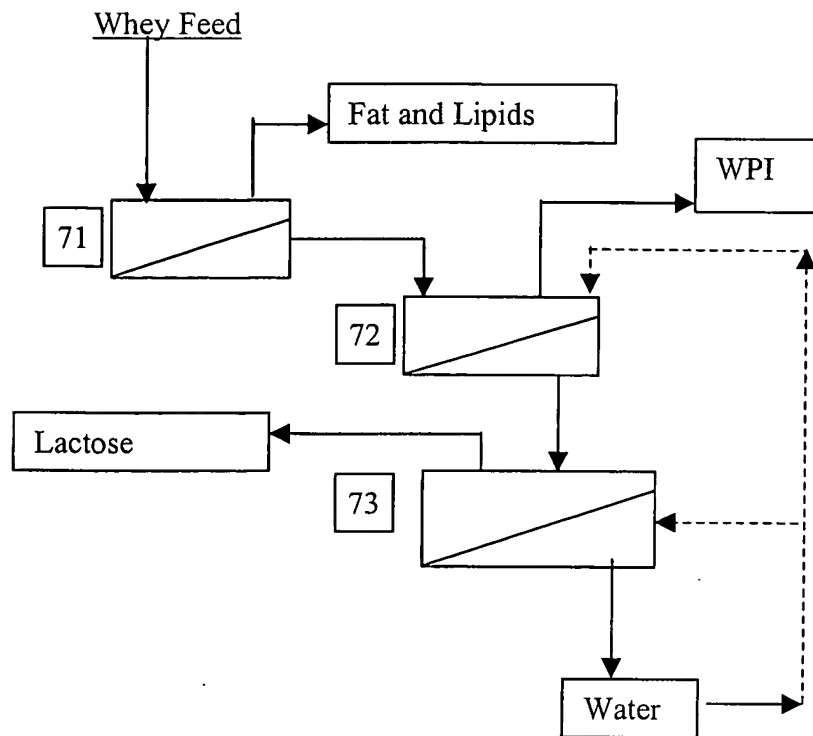 Whey Feed
Fat and Lipids
WPI
71
72
Lactose
73
Water